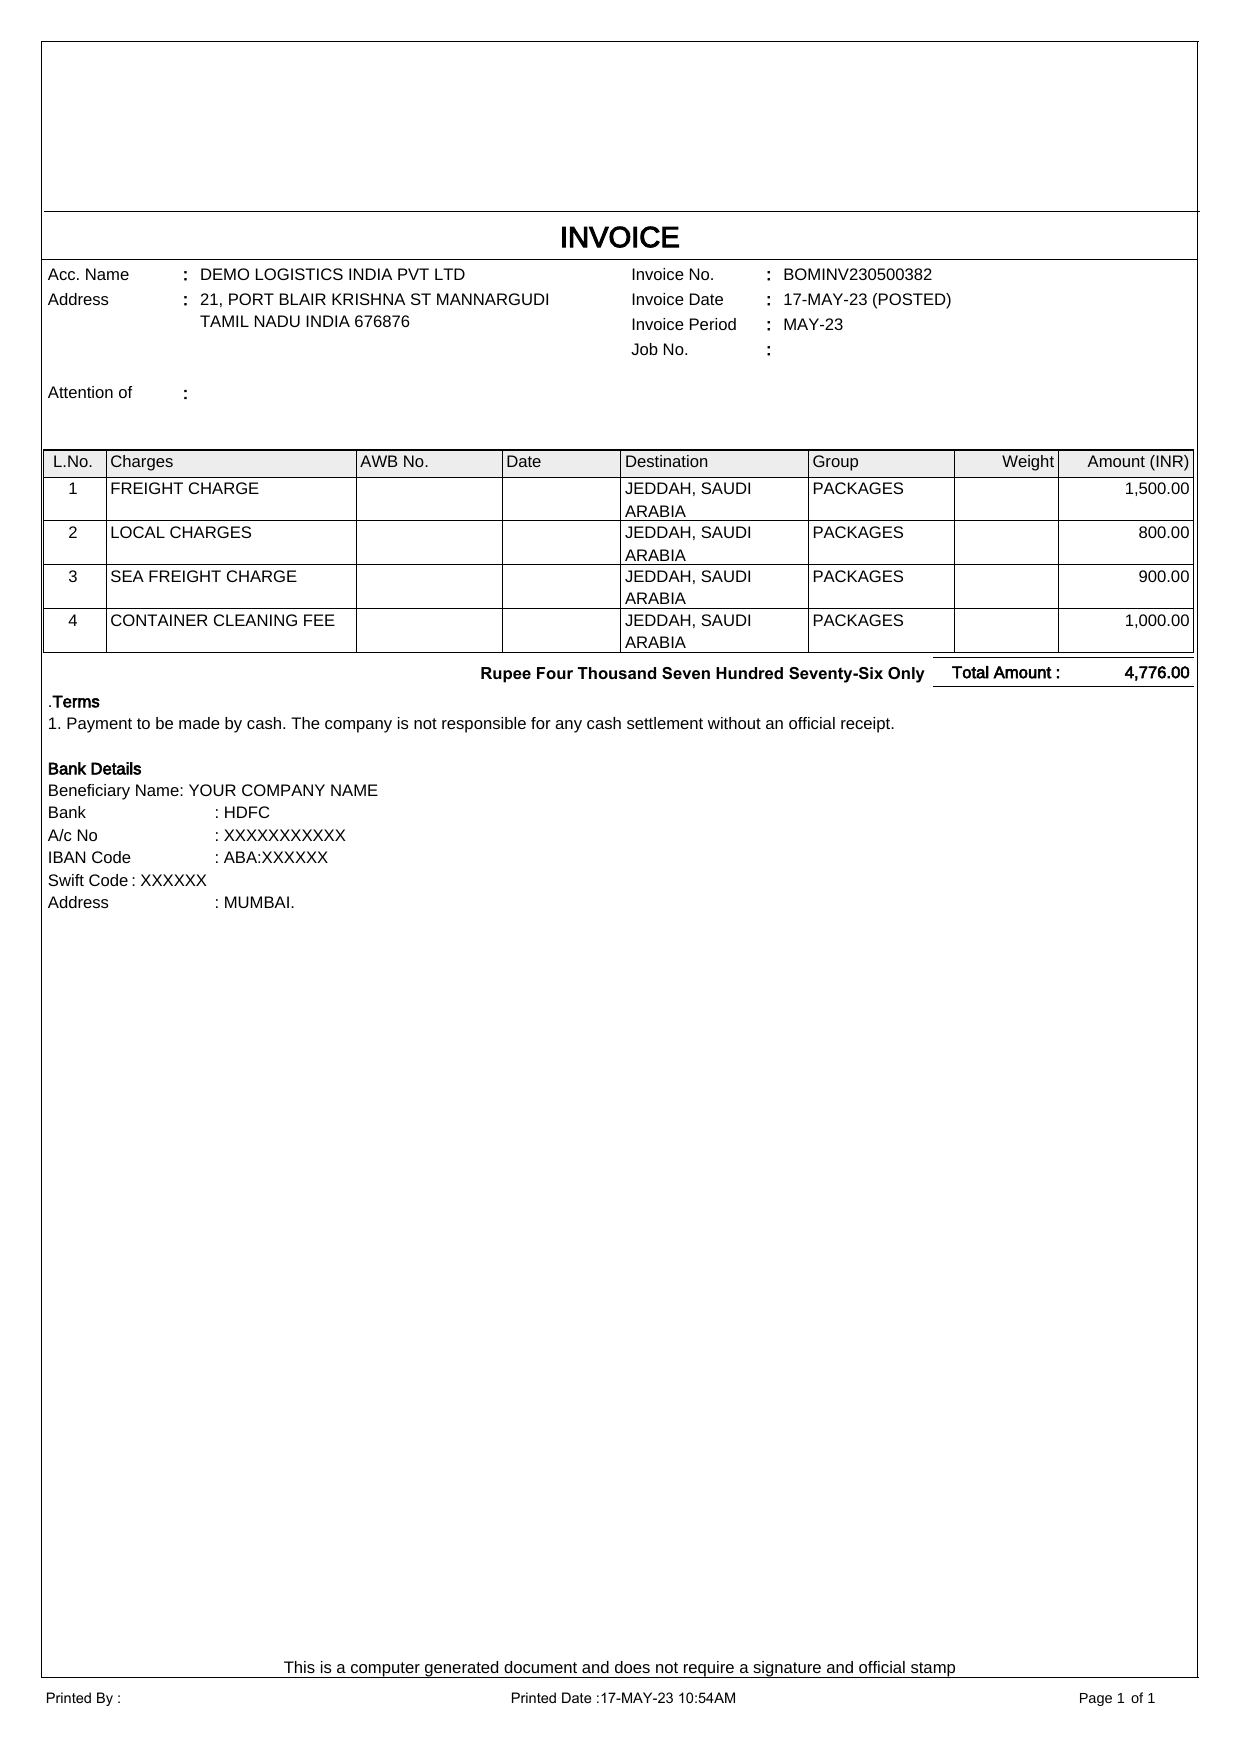 INVOICE
Acc. Name : DEMO LOGISTICS INDIA PVT LTD
Address : 21, PORT BLAIR KRISHNA ST MANNARGUDI
TAMIL NADU INDIA 676876
Attention of :
Invoice No. : BOMINV230500382
Invoice Date : 17-MAY-23 (POSTED)
Invoice Period : MAY-23
Job No. :
L.No. Charges AWB No. Date Destination Group Weight Amount (INR)
1 FREIGHT CHARGE JEDDAH, SAUDI PACKAGES 1,500.00
ARABIA
2 LOCAL CHARGES JEDDAH, SAUDI PACKAGES 800.00
ARABIA
3 SEA FREIGHT CHARGE JEDDAH, SAUDI PACKAGES 900.00
ARABIA
4 CONTAINER CLEANING FEE JEDDAH, SAUDI PACKAGES 1,000.00
ARABIA
Rupee Four Thousand Seven Hundred Seventy-Six Only Total Amount : 4,776.00
.Terms
1. Payment to be made by cash. The company is not responsible for any cash settlement without an official receipt.
Bank Details
Beneficiary Name: YOUR COMPANY NAME
Bank : HDFC
A/c No : XXXXXXXXXXX
IBAN Code : ABA:XXXXXX
Swift Code : XXXXXX
Address : MUMBAI.
This is a computer generated document and does not require a signature and official stamp
Printed By : Printed Date :17-MAY-23 10:54AM Page 1 of 1